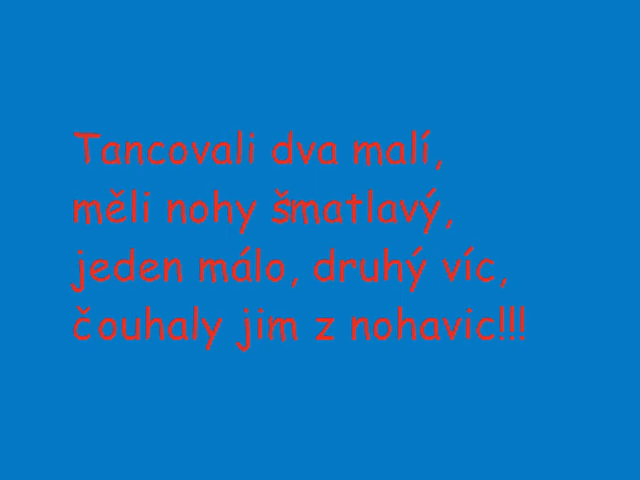 Tancovali dva malí,
měli nohy šmatlavý,
jeden málo, druhý víc,
čouhaly jim z nohavic!!!